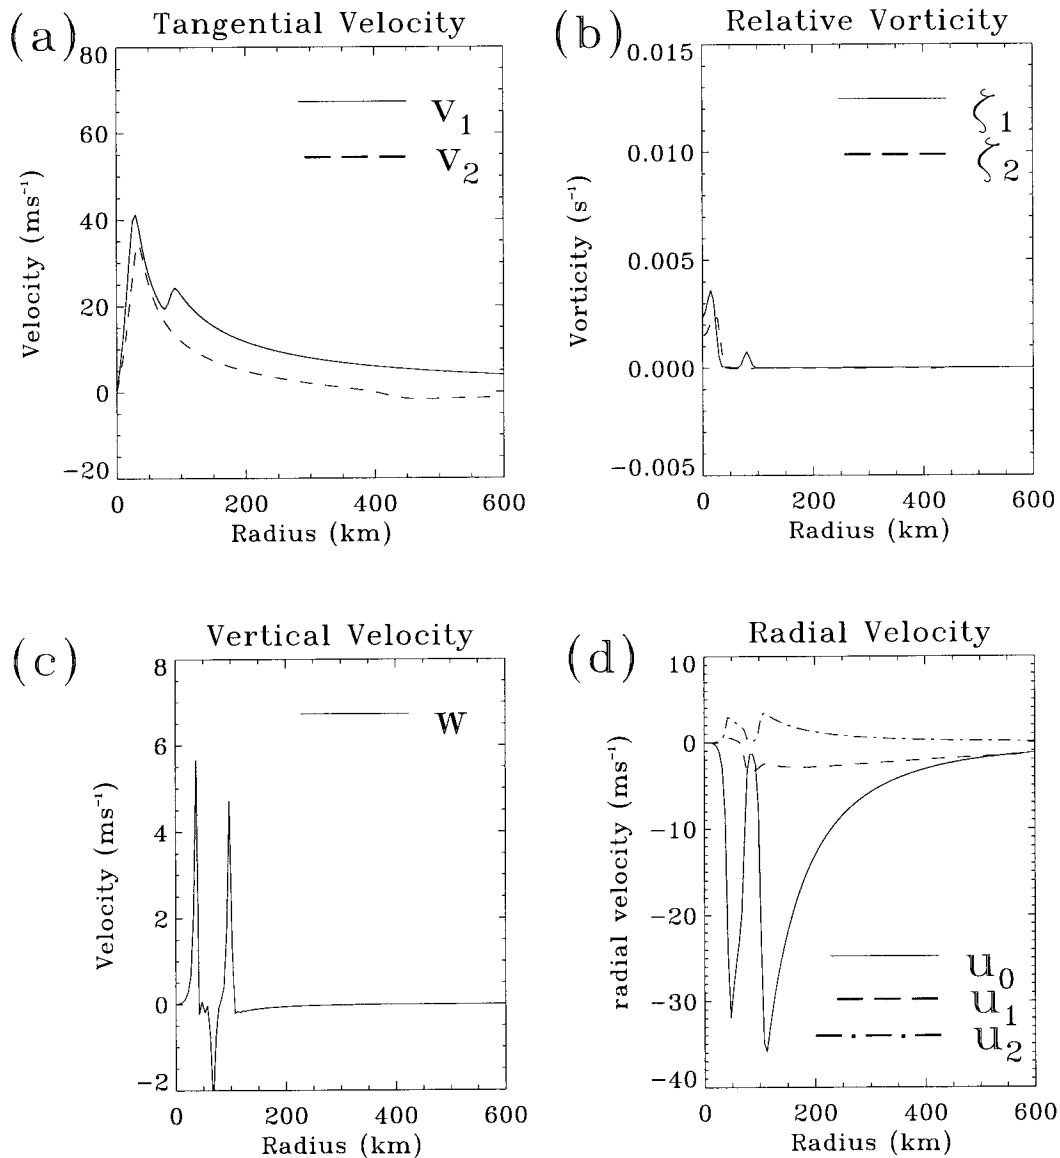 (a) Tangential Velocity
80
60
40
20
0
−20
Velocity (ms⁻¹)
v₁
v₂
0 200 400 600
Radius (km)
(b) Relative Vorticity
0.015
0.010
0.005
0.000
−0.005
Vorticity (s⁻¹)
ζ₁
ζ₂
0 200 400 600
Radius (km)
(c) Vertical Velocity
8
6
4
2
0
−2
Velocity (ms⁻¹)
w
0 200 400 600
Radius (km)
(d) Radial Velocity
10
0
−10
−20
−30
−40
radial velocity (ms⁻¹)
u₀
u₁
u₂
0 200 400 600
Radius (km)